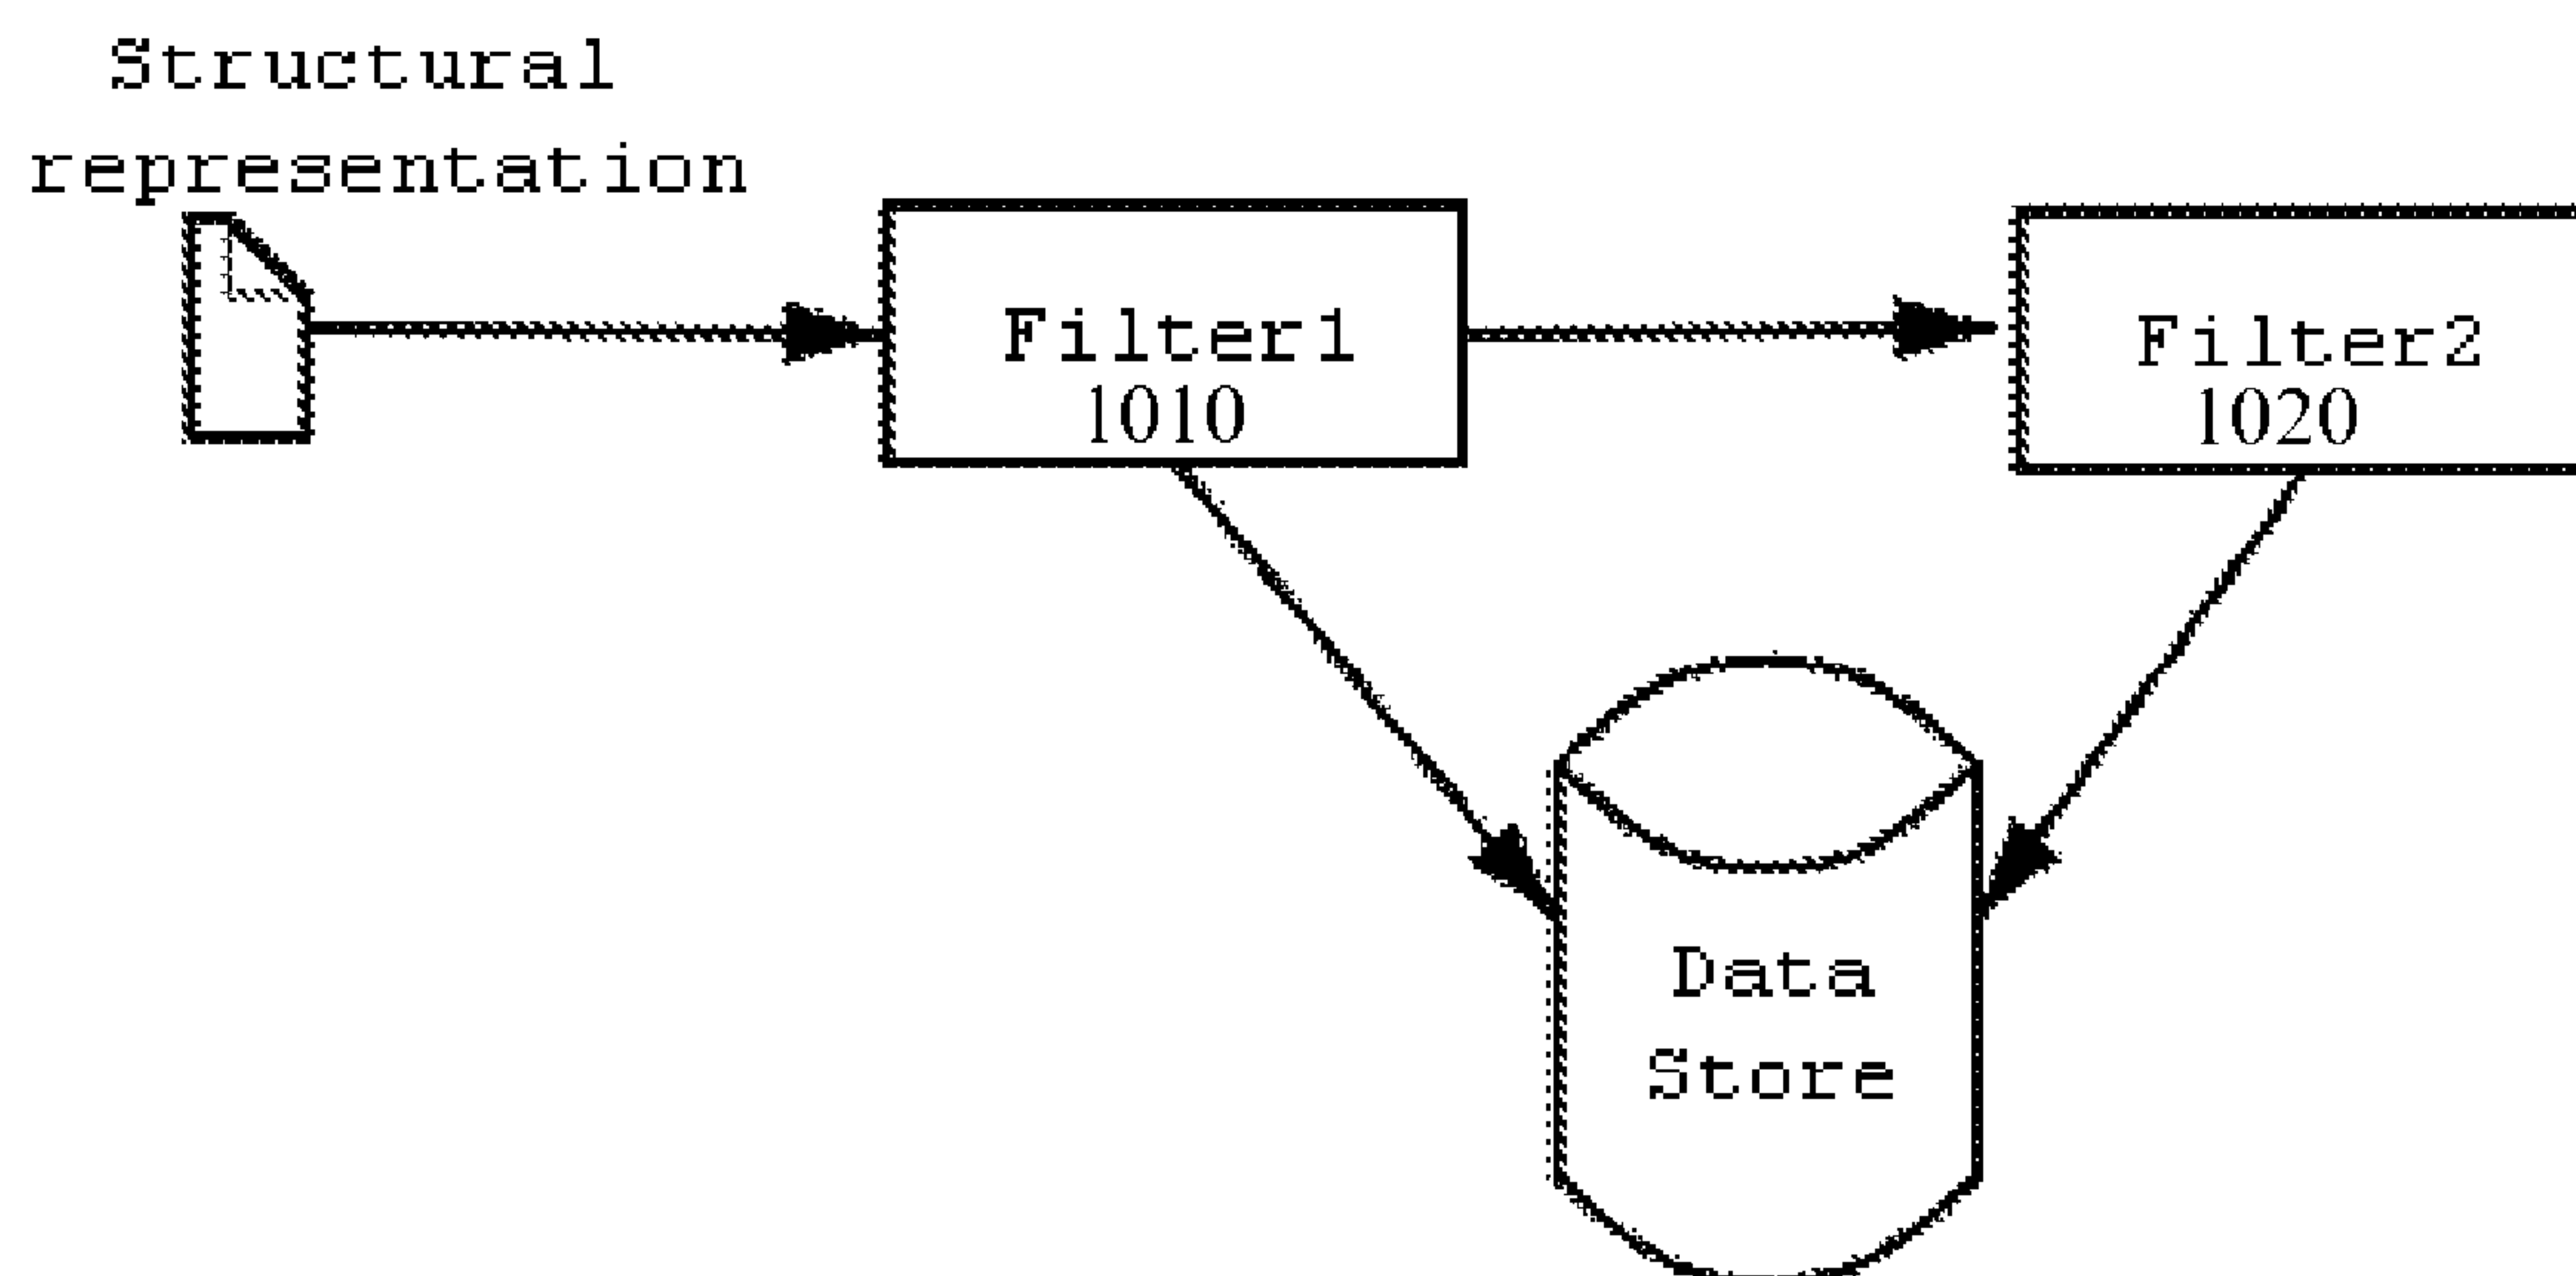 Structural
representation
Filter1
1010
Filter2
1020
Data
Store